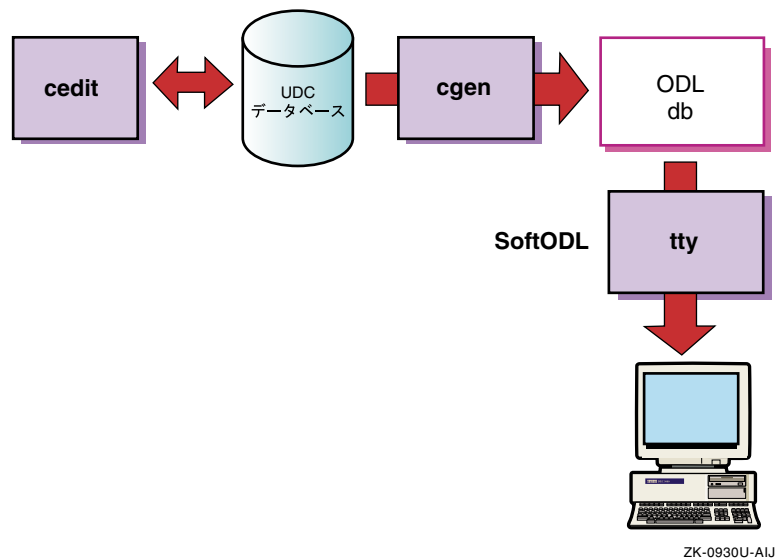 cedit
UDC
データベース
cgen
ODL
db
SoftODL
tty
ZK-0930U-AIJ